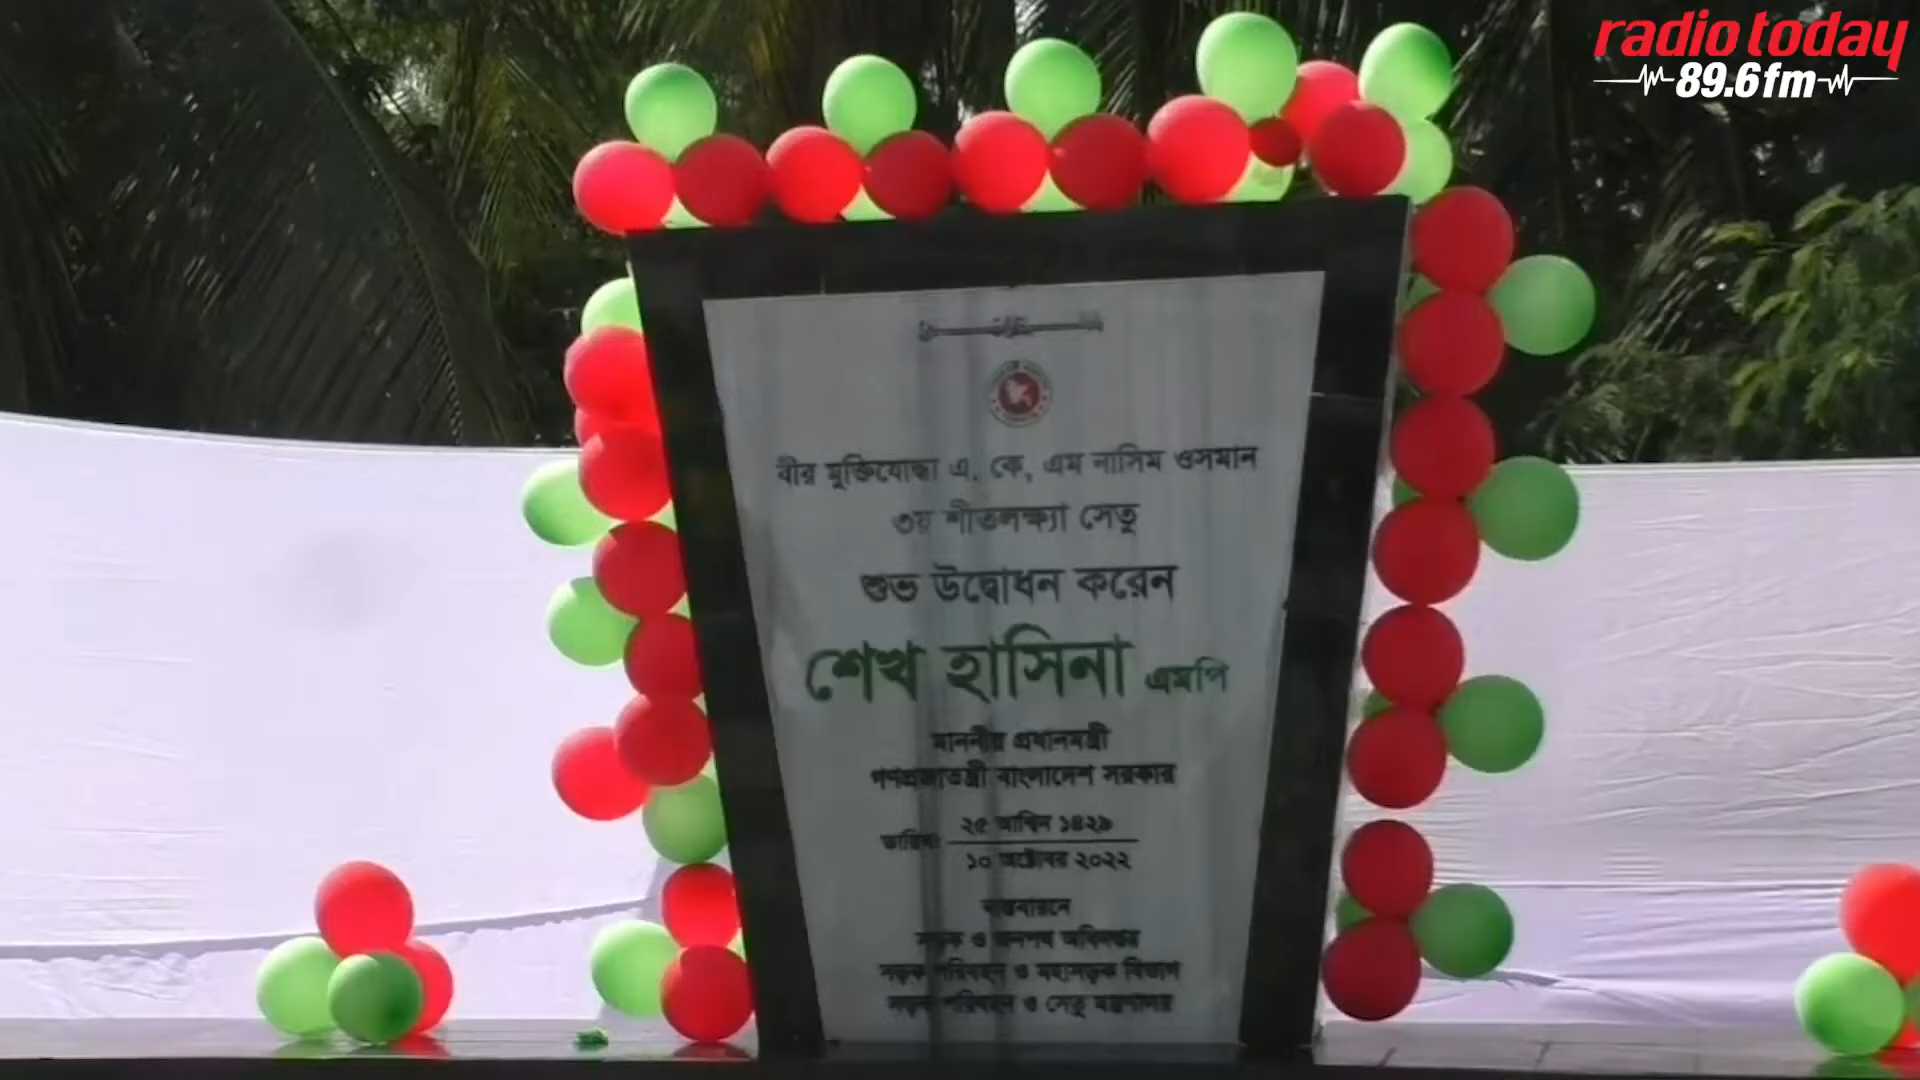 radio today
89.6fm
বীর মুক্তিযোদ্ধা এ. কে, এম নাসিম ওসমান
৩য় শীতলক্ষ্যা সেতু
শুভ উদ্বোধন করেন
শেখ হাসিনা এমপি
মাননীয় প্রধানমন্ত্রী
গণপ্রজাতন্ত্রী বাংলাদেশ সরকার
২৫ আশ্বিন ১৪২৯
তারিখ:
১০ অক্টোবর ২০২২
বাস্তবায়নে
সড়ক ও জনপথ অধিদপ্তর
সড়ক পরিবহন ও মহাসড়ক বিভাগ
সড়ক পরিবহন ও সেতু মন্ত্রণালয়